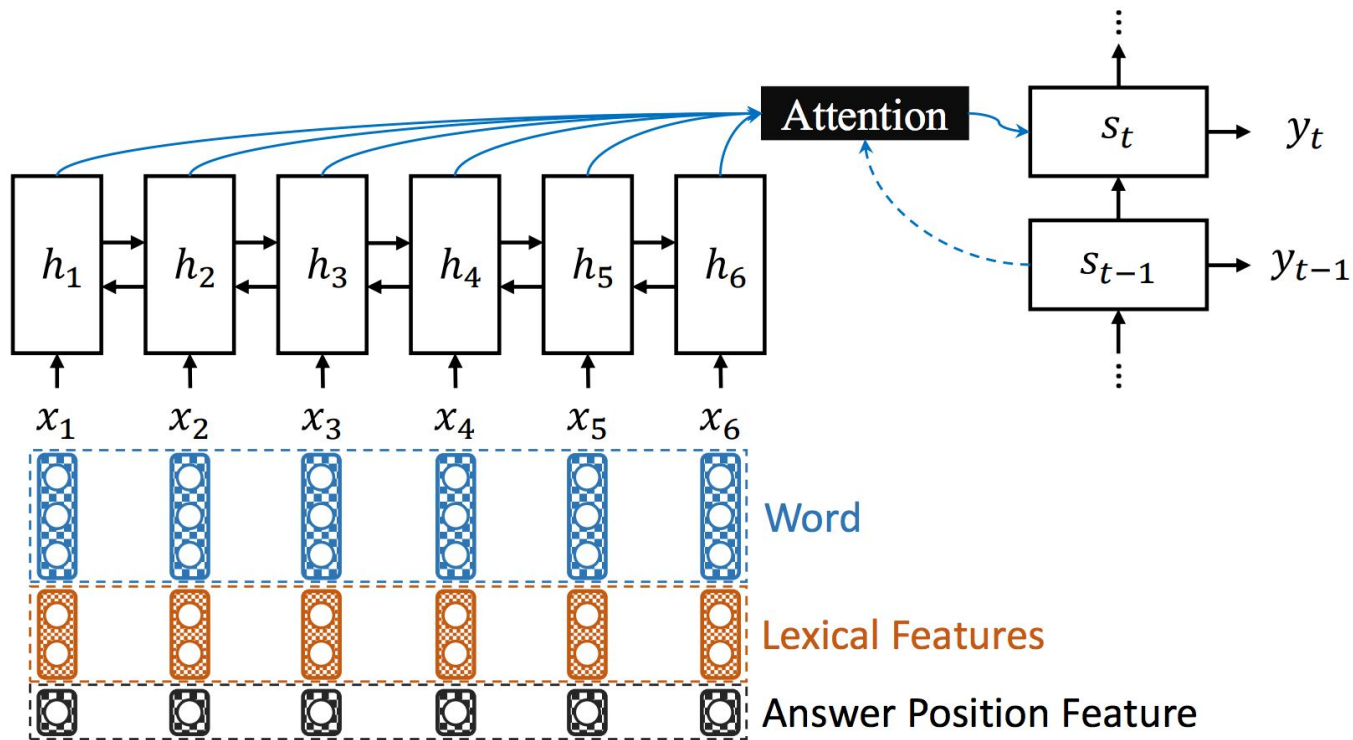 Attention
s_t
y_t
s_{t-1}
y_{t-1}
h_1 h_2 h_3 h_4 h_5 h_6
x_1 x_2 x_3 x_4 x_5 x_6
Word
Lexical Features
Answer Position Feature